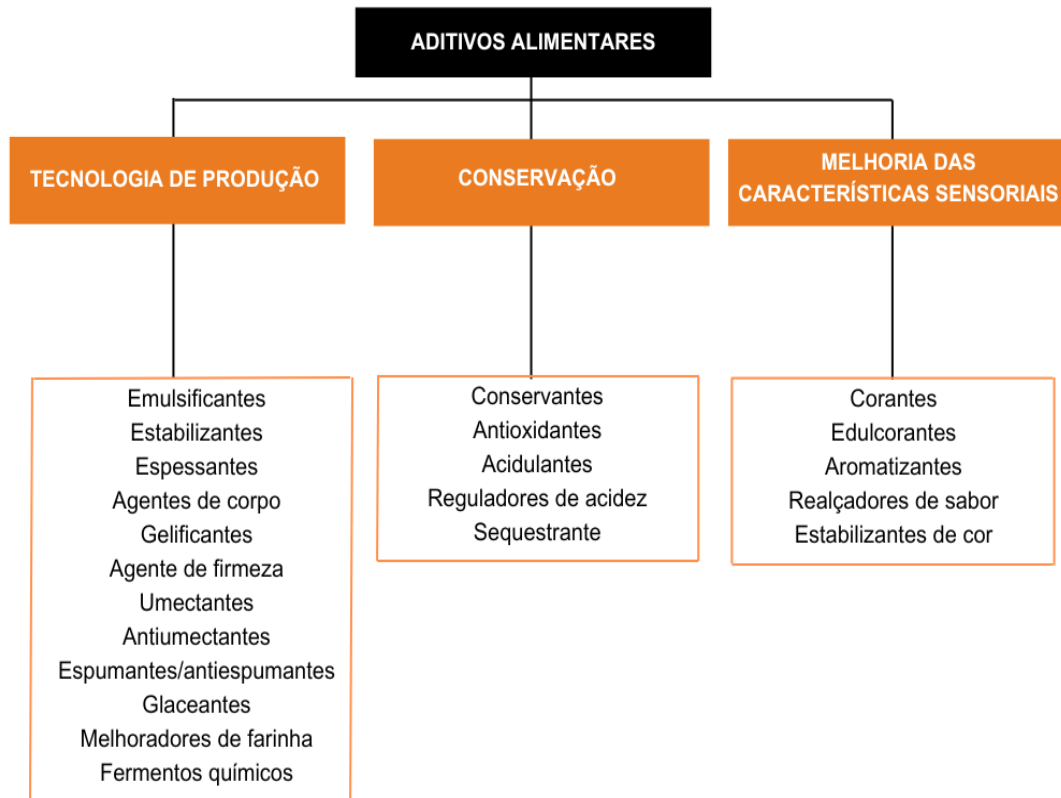 ADITIVOS ALIMENTARES
TECNOLOGIA DE PRODUÇÃO
CONSERVAÇÃO
MELHORIA DAS
CARACTERÍSTICAS SENSORIAIS
Emulsificantes
Estabilizantes
Espessantes
Agentes de corpo
Gelificantes
Agente de firmeza
Umectantes
Antiumectantes
Espumantes/antiespumantes
Glaceantes
Melhoradores de farinha
Fermentos químicos
Conservantes
Antioxidantes
Acidulantes
Reguladores de acidez
Sequestrante
Corantes
Edulcorantes
Aromatizantes
Realçadores de sabor
Estabilizantes de cor